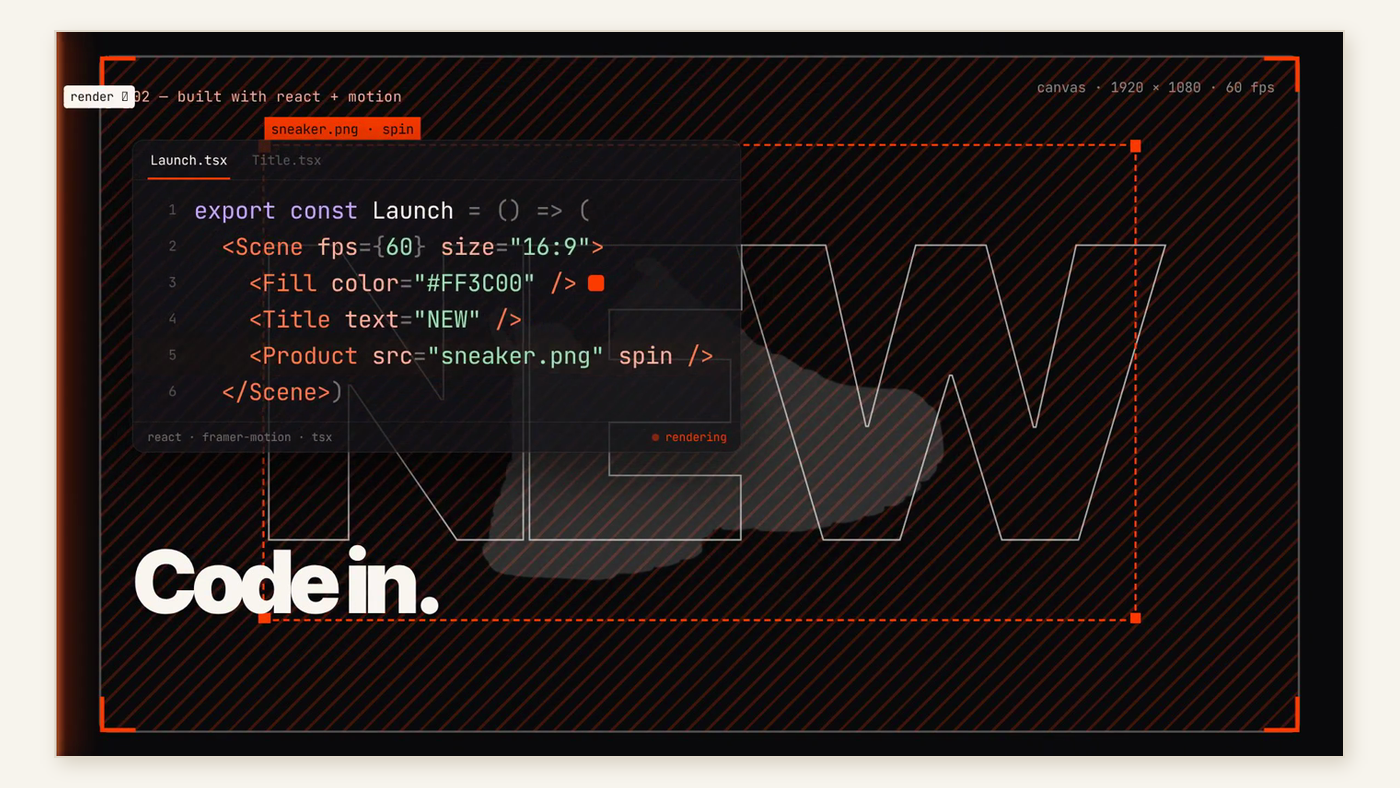 canvas · 1920 × 1080 · 60 fps
render
02 — built with react + motion
sneaker.png · spin
Launch.tsx Title.tsx
1 export const Launch = () => (
2 <Scene fps={60} size="16:9">
3 <Fill color="#FF3C00" />
4 <Title text="NEW" />
5 <Product src="sneaker.png" spin />
6 </Scene>)
react · framer-motion · tsx
rendering
NEW
Code in.